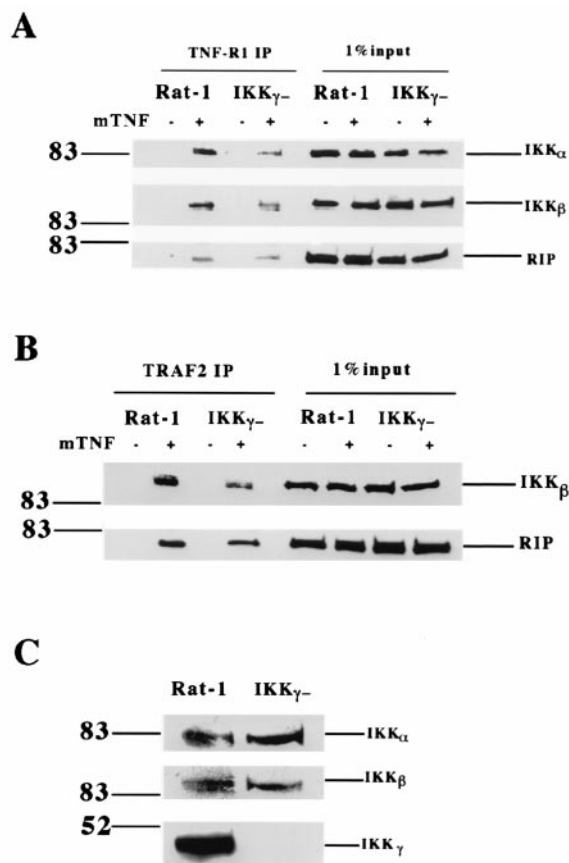 A
TNF-R1 IP 1% input
Rat-1 IKKγ- Rat-1 IKKγ-
mTNF - + - + - + - +
83 IKKα
IKKβ
83
83
RIP
B
TRAF2 IP 1% input
Rat-1 IKKγ- Rat-1 IKKγ-
mTNF - + - + - + - +
IKKβ
83
83
RIP
C
Rat-1 IKKγ-
83 IKKα
IKKβ
83
52
IKKγ